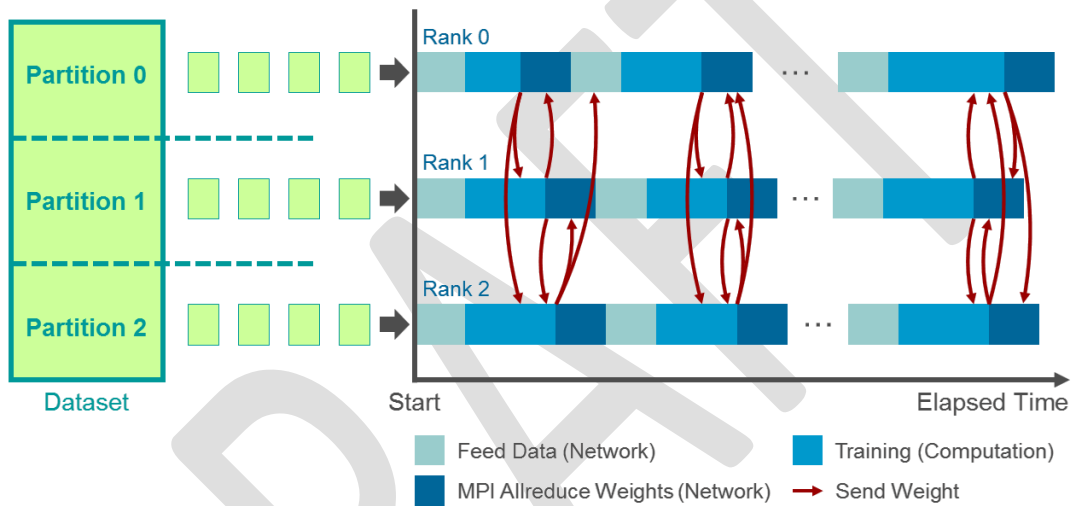 Partition 0
Partition 1
Partition 2
Dataset
Rank 0
...
Rank 1
...
Rank 2
...
Start
Elapsed Time
Feed Data (Network)
Training (Computation)
MPI Allreduce Weights (Network)
Send Weight
DRAFT